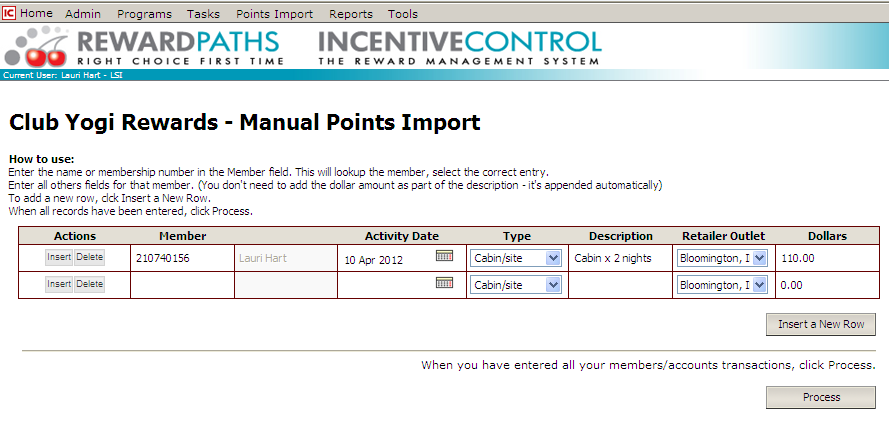 IC Home Admin Programs Tasks Points Import Reports Tools
REWARDPATHS INCENTIVECONTROL
RIGHT CHOICE FIRST TIME THE REWARD MANAGEMENT SYSTEM
Current User: Lauri Hart - LSI
Club Yogi Rewards - Manual Points Import
How to use:
Enter the name or membership number in the Member field. This will lookup the member, select the correct entry.
Enter all others fields for that member. (You don't need to add the dollar amount as part of the description - it's appended automatically)
To add a new row, click Insert a New Row.
When all records have been entered, click Process.
Actions Member Activity Date Type Description Retailer Outlet Dollars
Insert Delete 210740156 Lauri Hart 10 Apr 2012 Cabin/site Cabin x 2 nights Bloomington, I 110.00
Insert Delete Cabin/site Bloomington, I 0.00
Insert a New Row
When you have entered all your members/accounts transactions, click Process.
Process